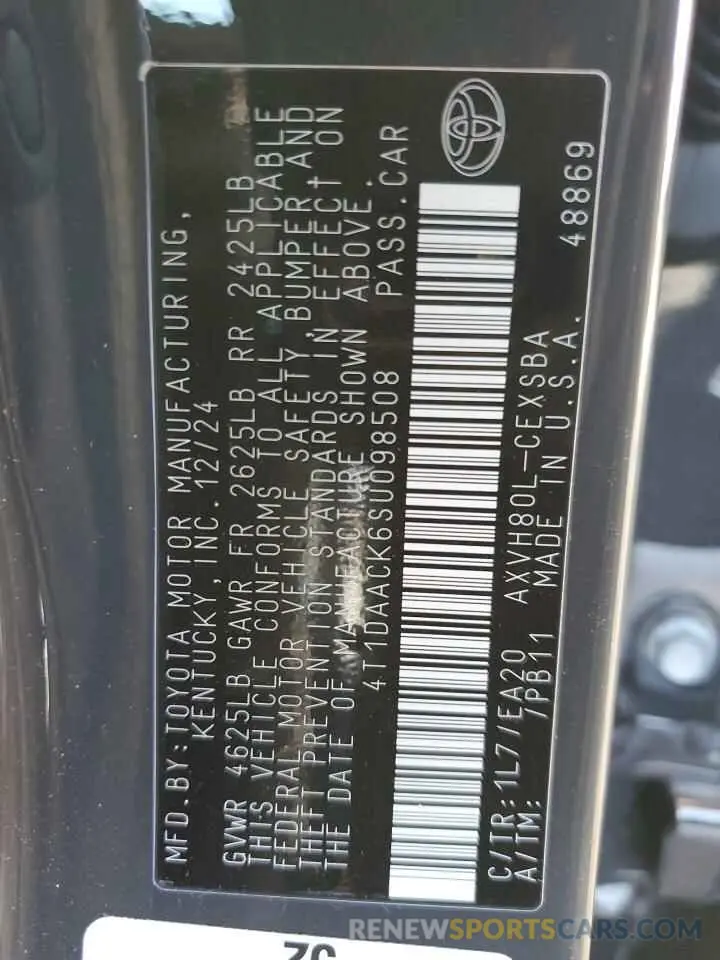 MFD.BY:TOYOTA MOTOR MANUFACTURING,
KENTUCKY,INC. 12/24
GVWR 4625LB GAWR FR 2625LB RR 2425LB
THIS VEHICLE CONFORMS TO ALL APPLICABLE
FEDERAL MOTOR VEHICLE SAFETY,BUMPER,AND
THEFT PREVENTION STANDARDS IN EFFECT ON
THE DATE OF MANUFACTURE SHOWN ABOVE.
4T1DAACK6SU098508 PASS.CAR
C/TR:1L7/EA20 AXVH80L-CEXSBA
A/TM: /PB11 MADE IN U.S.A. 48869
RENEWSPORTSCARS.COM